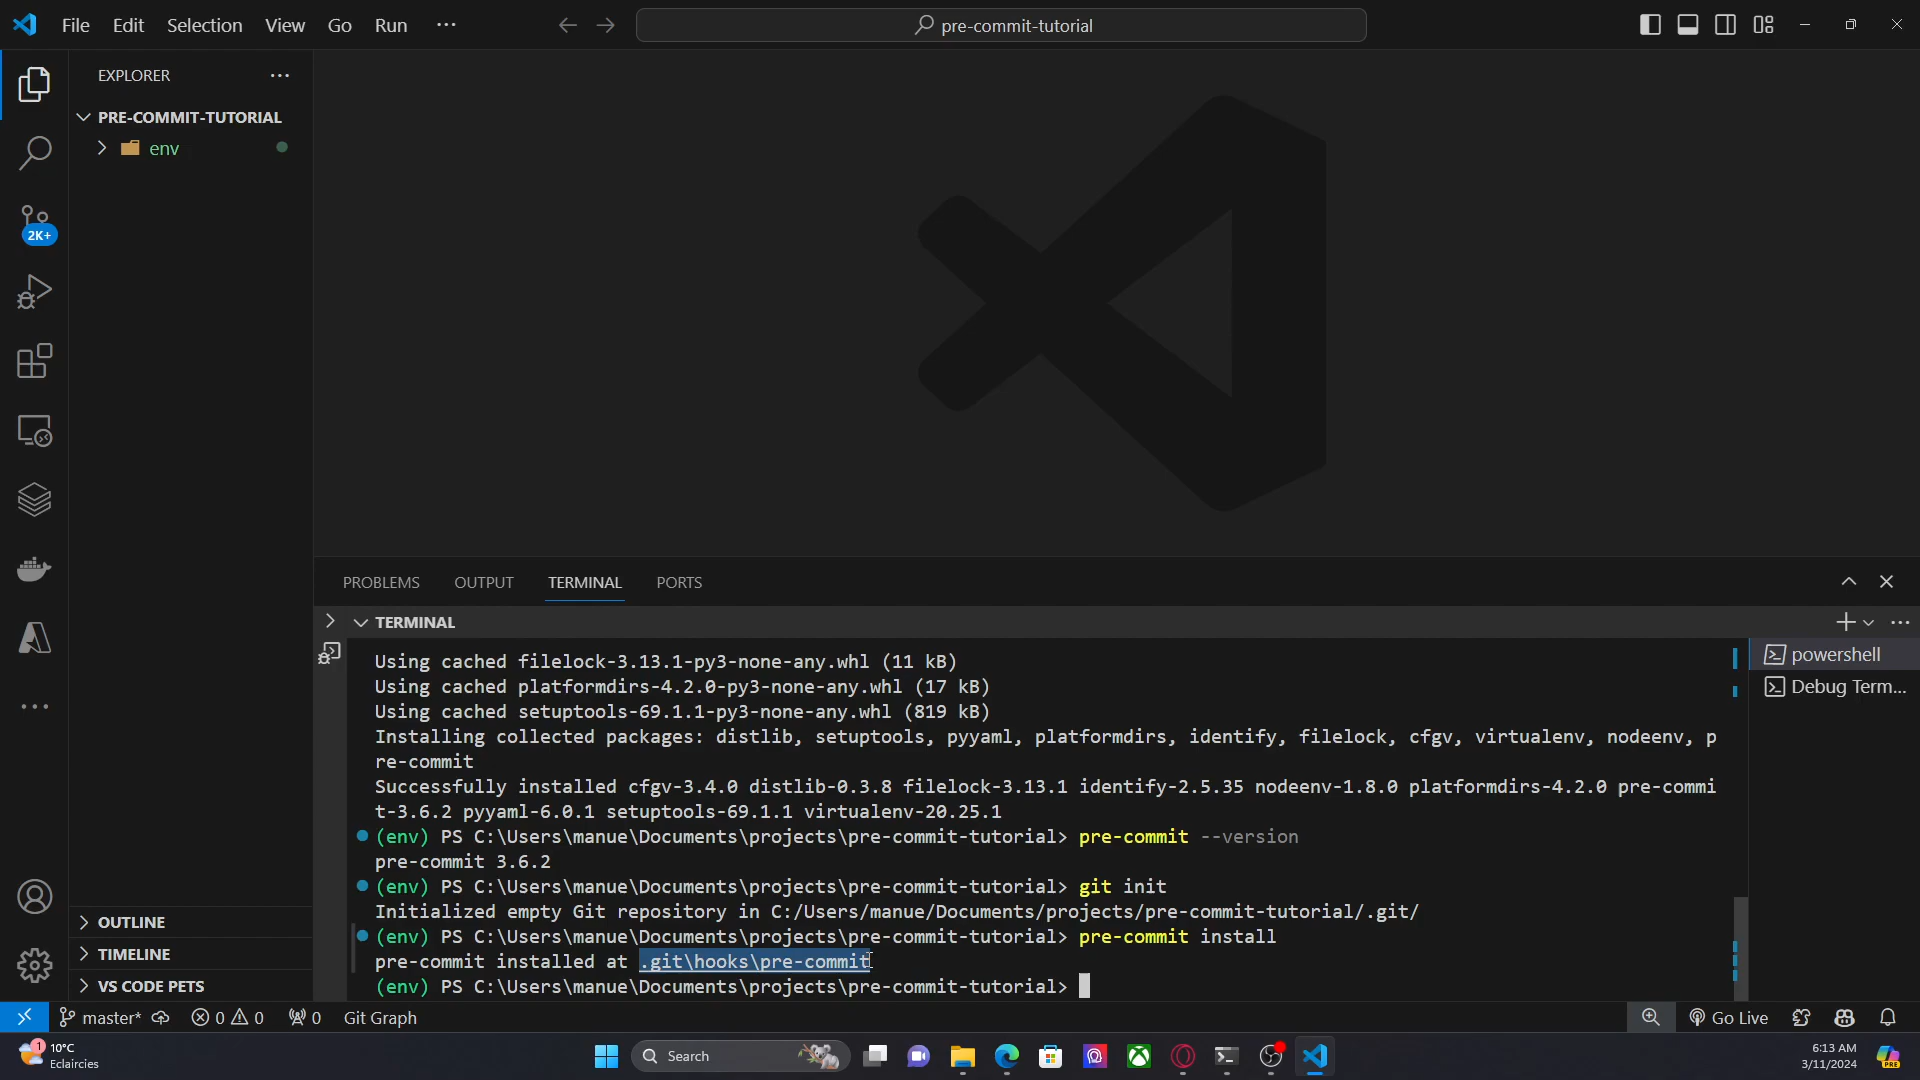 File Edit Selection View Go Run ···
pre-commit-tutorial
EXPLORER
PRE-COMMIT-TUTORIAL
env
2K+
OUTLINE
TIMELINE
VS CODE PETS
PROBLEMS OUTPUT TERMINAL PORTS
TERMINAL
powershell
Debug Term...
Using cached filelock-3.13.1-py3-none-any.whl (11 kB)
Using cached platformdirs-4.2.0-py3-none-any.whl (17 kB)
Using cached setuptools-69.1.1-py3-none-any.whl (819 kB)
Installing collected packages: distlib, setuptools, pyyaml, platformdirs, identify, filelock, cfgv, virtualenv, nodeenv, p
re-commit
Successfully installed cfgv-3.4.0 distlib-0.3.8 filelock-3.13.1 identify-2.5.35 nodeenv-1.8.0 platformdirs-4.2.0 pre-commi
t-3.6.2 pyyaml-6.0.1 setuptools-69.1.1 virtualenv-20.25.1
(env) PS C:\Users\manue\Documents\projects\pre-commit-tutorial> pre-commit --version
pre-commit 3.6.2
(env) PS C:\Users\manue\Documents\projects\pre-commit-tutorial> git init
Initialized empty Git repository in C:/Users/manue/Documents/projects/pre-commit-tutorial/.git/
(env) PS C:\Users\manue\Documents\projects\pre-commit-tutorial> pre-commit install
pre-commit installed at .git\hooks\pre-commit
(env) PS C:\Users\manue\Documents\projects\pre-commit-tutorial>
master* 0 0 0 Git Graph Go Live
1
10°C
Eclaircies
Search
6:13 AM
3/11/2024
PRE